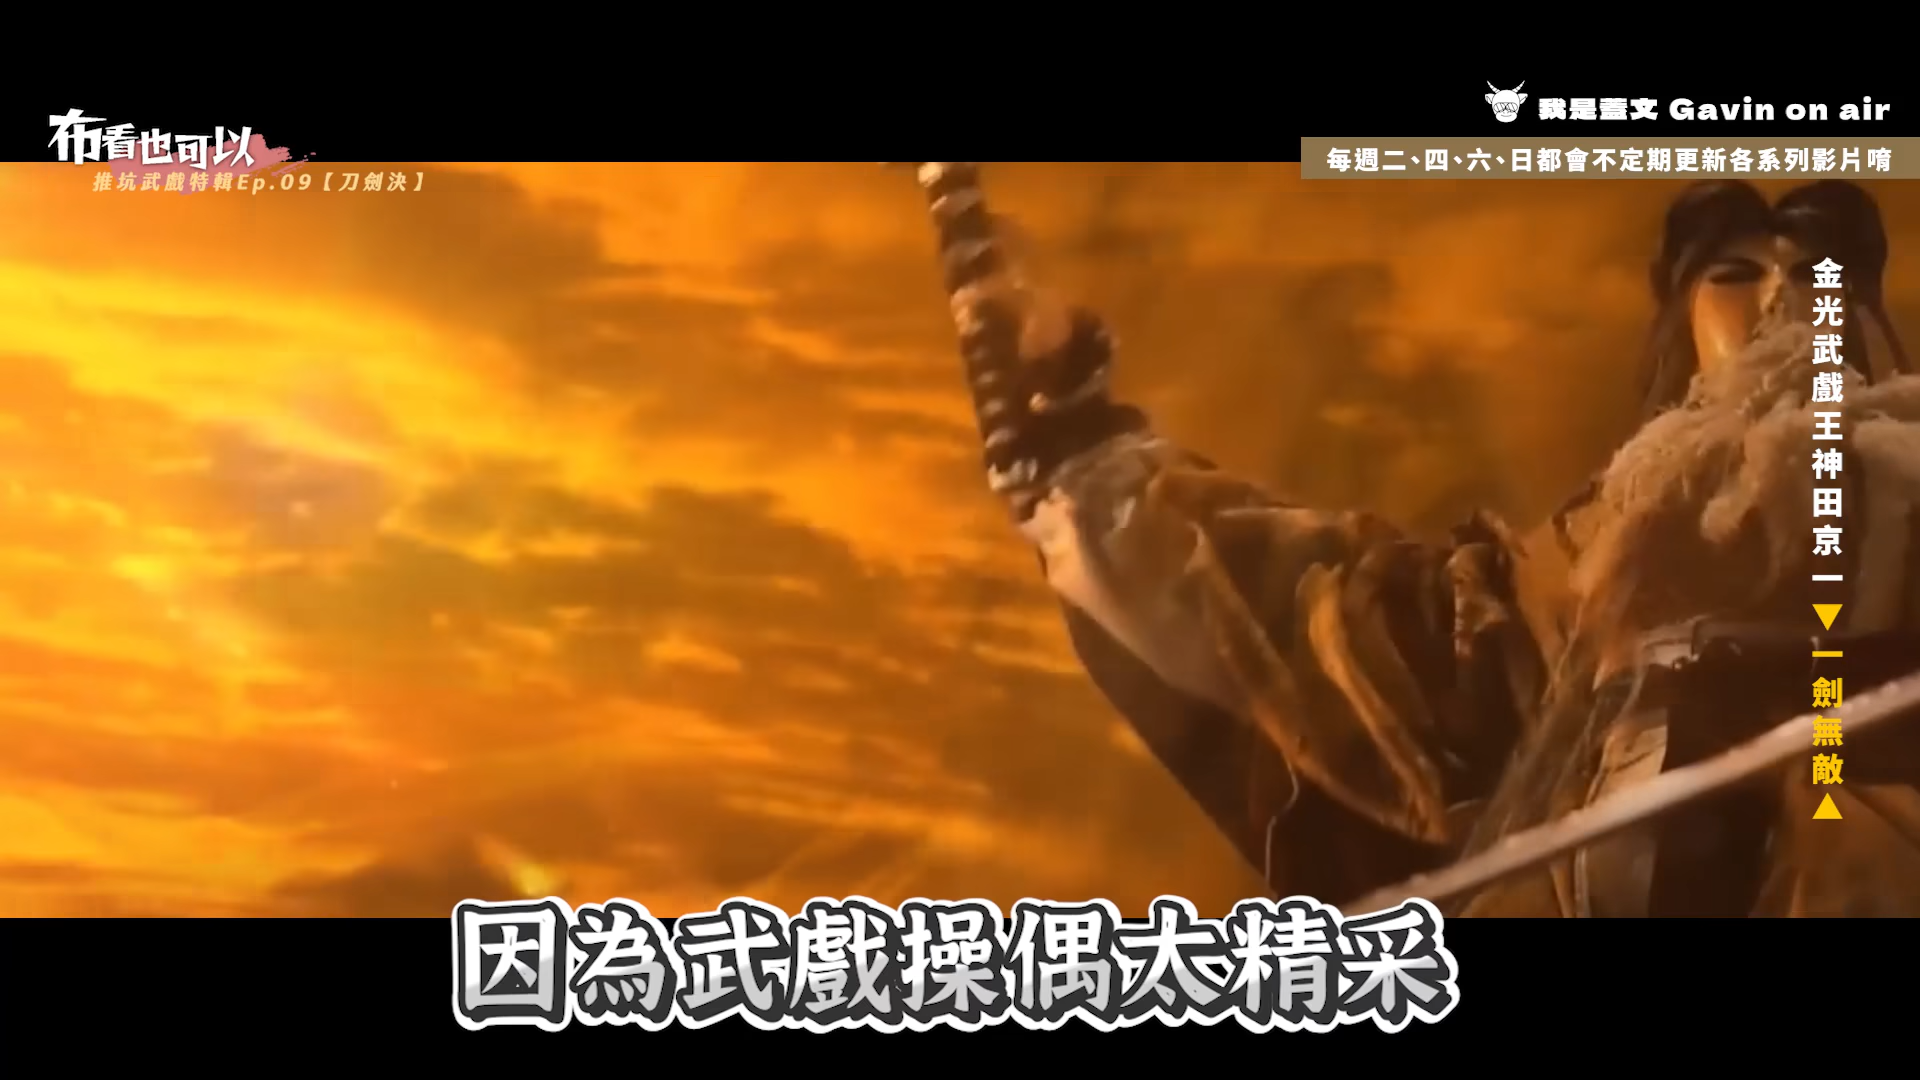 布看也可以
推坑武戲特輯Ep.09【刀劍決】
我是蓋文 Gavin on air
每週二、四、六、日都會不定期更新各系列影片唷
金光武戲王神田京一▼一劍無敵▲
因為武戲操偶太精采